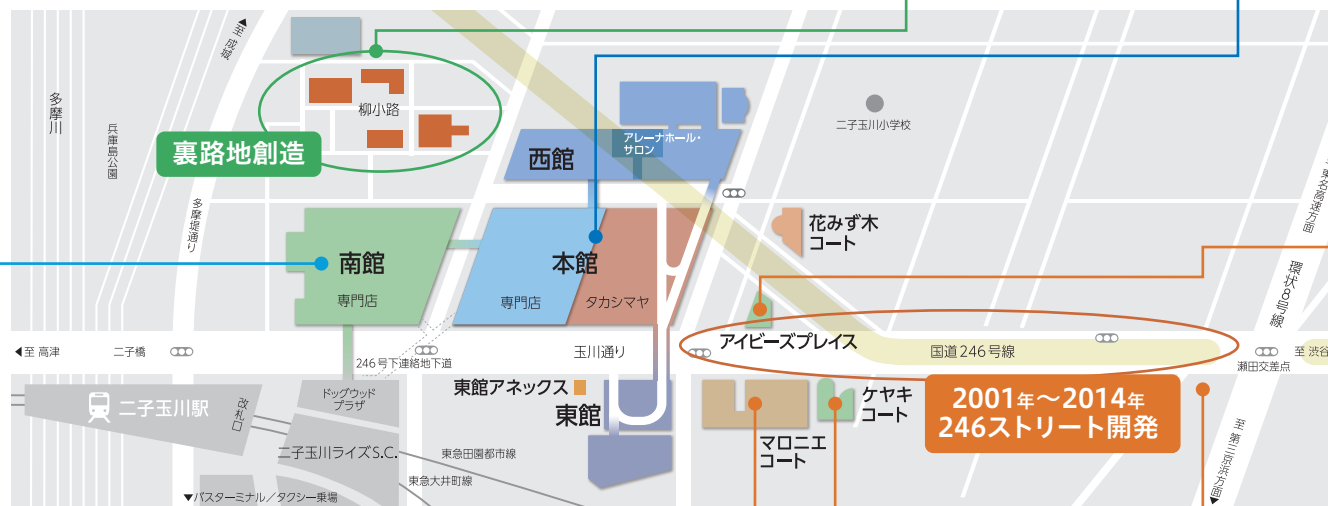 ▲至 成城
多摩川
兵庫島公園
柳小路
裏路地創造
多摩堤通り
アレーナホール・
サロン
西館
二子玉川小学校
至 東名高速方面
花みず木
コート
南館
専門店
本館
専門店
タカシマヤ
環状8号線
◀至 高津
二子橋
246号下連絡地下道
玉川通り
アイビーズプレイス
国道246号線
瀬田交差点
至 渋谷
二子玉川駅
改札口
ドッグウッド
プラザ
東館アネックス
東館
ケヤキ
コート
マロニエ
コート
2001年〜2014年
246ストリート開発
二子玉川ライズS.C.
東急田園都市線
東急大井町線
▼バスターミナル／タクシー乗場
至 第三京浜方面▼